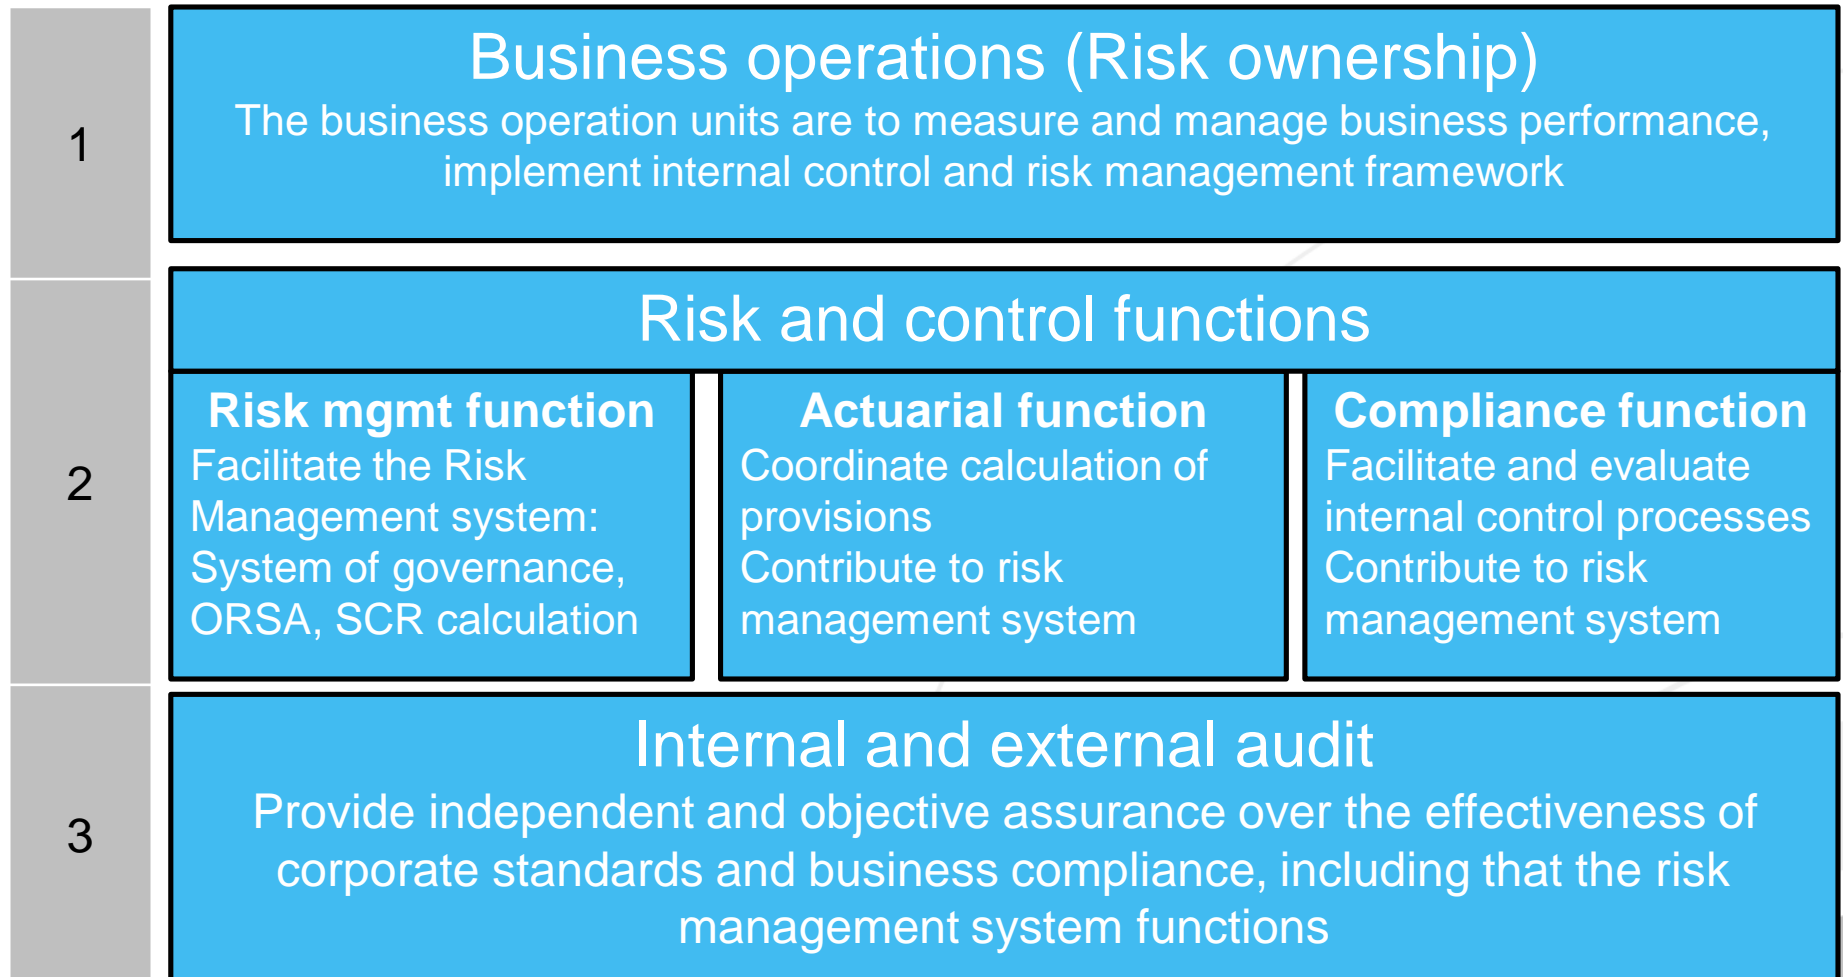 1
Business operations (Risk ownership)
The business operation units are to measure and manage business performance,
implement internal control and risk management framework
2
Risk and control functions
Risk mgmt function
Facilitate the Risk
Management system:
System of governance,
ORSA, SCR calculation
Actuarial function
Coordinate calculation of
provisions
Contribute to risk
management system
Compliance function
Facilitate and evaluate
internal control processes
Contribute to risk
management system
3
Internal and external audit
Provide independent and objective assurance over the effectiveness of
corporate standards and business compliance, including that the risk
management system functions